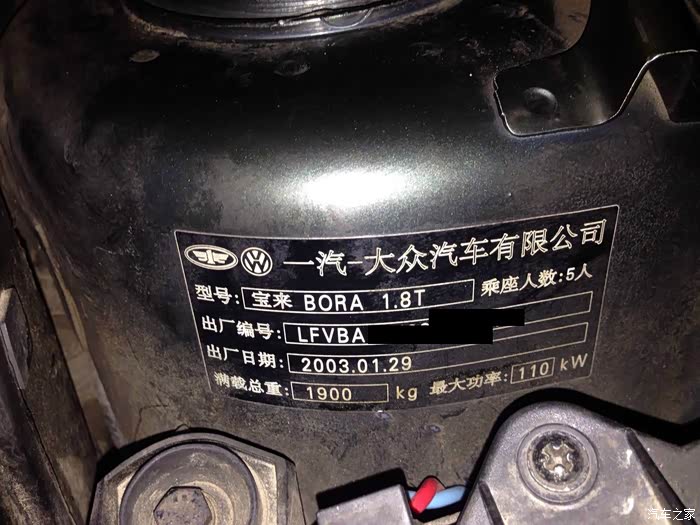 一汽-大众汽车有限公司
型号: 宝来 BORA 1.8T 乘座人数:5人
出厂编号: LFVBA
出厂日期: 2003.01.29
满载总重: 1900 kg 最大功率: 110 kW
汽车之家